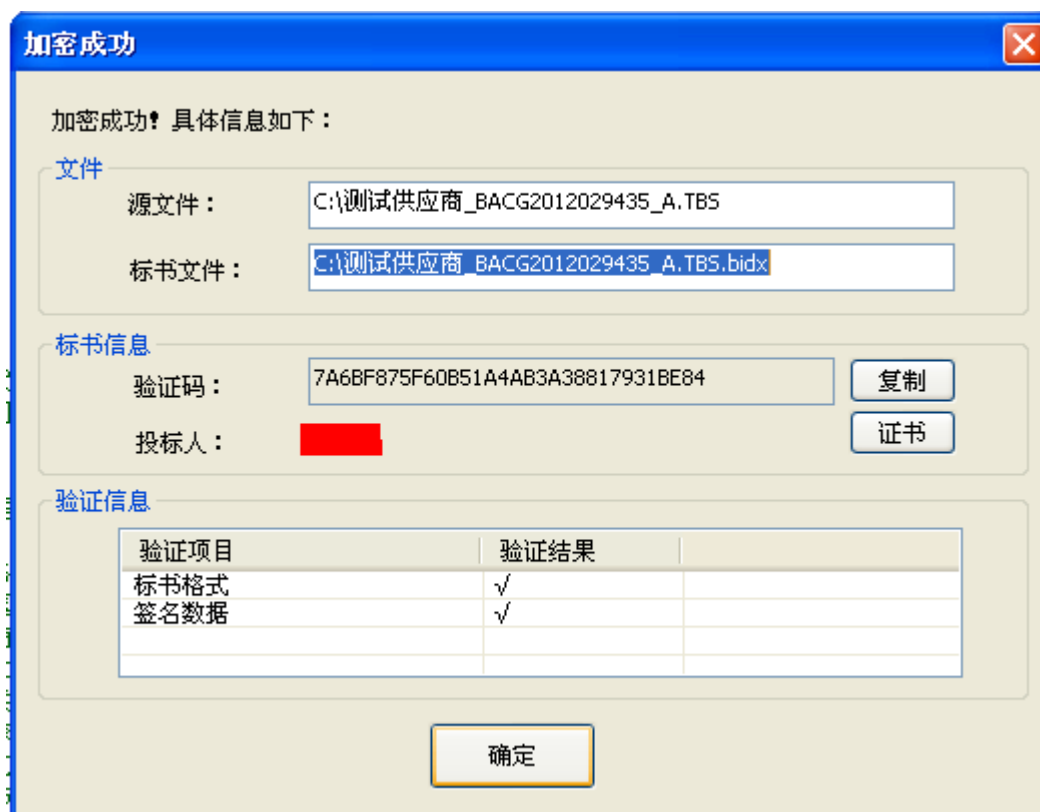 加密成功
加密成功！具体信息如下：
文件
源文件： C:\测试供应商_BACG2012029435_A.TBS
标书文件： C:\测试供应商_BACG2012029435_A.TBS.bidx
标书信息
验证码： 7A6BF875F60B51A4AB3A38817931BE84 复制
投标人： 证书
验证信息
验证项目 验证结果
标书格式 √
签名数据 √
确定